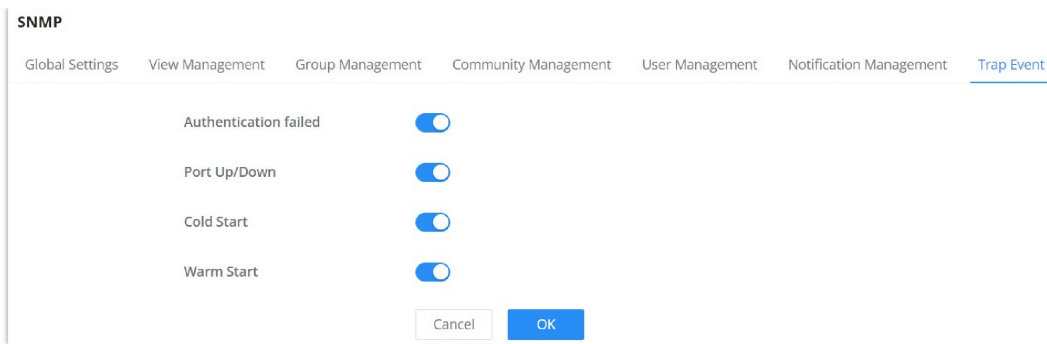 SNMP
Global Settings View Management Group Management Community Management User Management Notification Management Trap Event
Authentication failed
Port Up/Down
Cold Start
Warm Start
Cancel OK